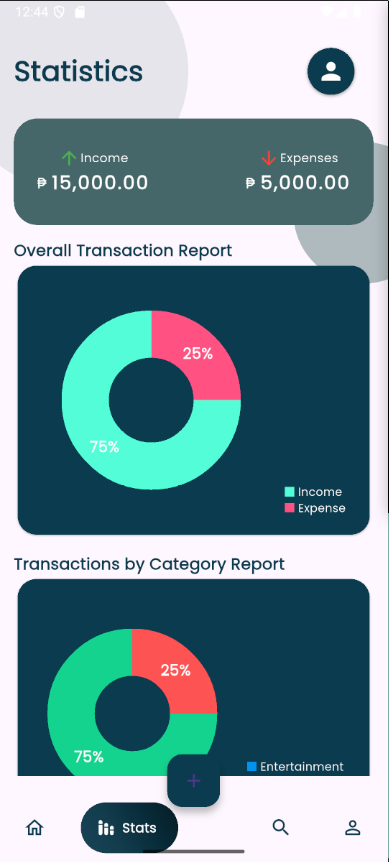 12:44
Statistics
Income
Expenses
₱ 15,000.00
₱ 5,000.00
Overall Transaction Report
25%
75%
Income
Expense
Transactions by Category Report
25%
75%
Entertainment
+
Stats